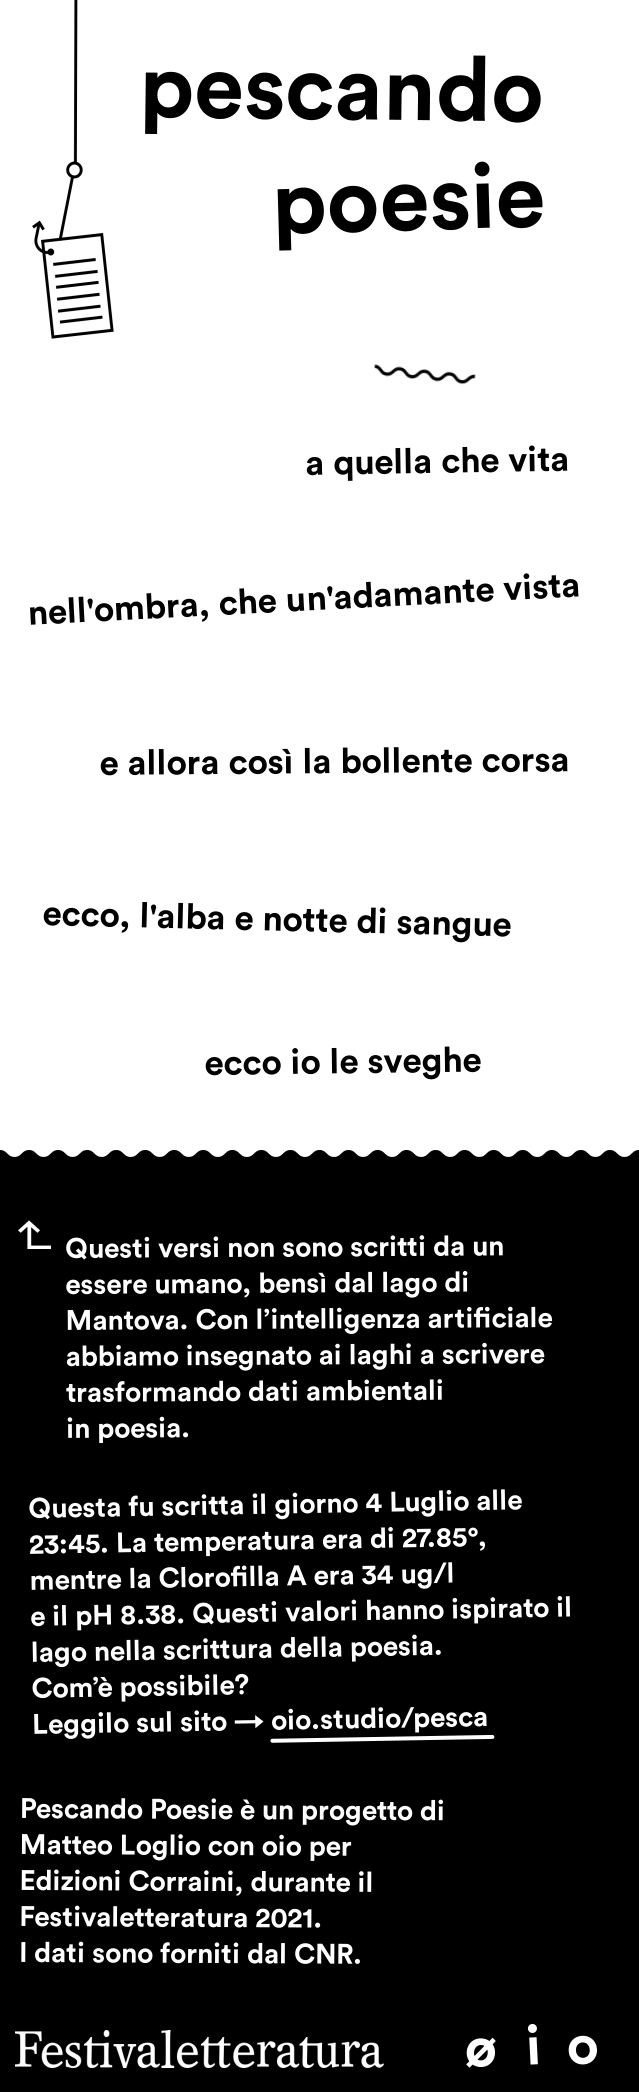 pescando
poesie
a quella che vita
nell'ombra, che un'adamante vista
e allora così la bollente corsa
ecco, l'alba e notte di sangue
ecco io le sveghe
Questi versi non sono scritti da un
essere umano, bensì dal lago di
Mantova. Con l’intelligenza artificiale
abbiamo insegnato ai laghi a scrivere
trasformando dati ambientali
in poesia.
Questa fu scritta il giorno 4 Luglio alle
23:45. La temperatura era di 27.85°,
mentre la Clorofilla A era 34 ug/l
e il pH 8.38. Questi valori hanno ispirato il
lago nella scrittura della poesia.
Com’è possibile?
Leggilo sul sito → oio.studio/pesca
Pescando Poesie è un progetto di
Matteo Loglio con oio per
Edizioni Corraini, durante il
Festivaletteratura 2021.
I dati sono forniti dal CNR.
Festivaletteratura ø i o